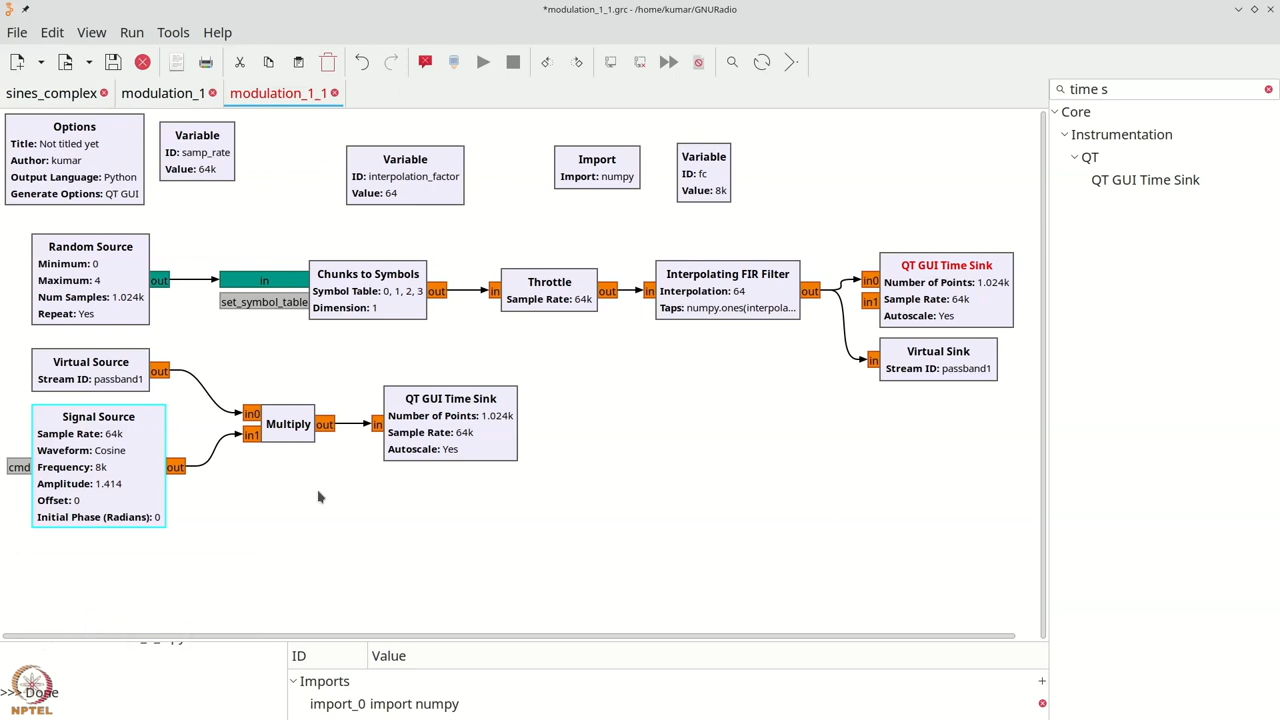 *modulation_1_1.grc - /home/kumar/GNURadio
File Edit View Run Tools Help
sines_complex modulation_1 modulation_1_1
time s
Core
Instrumentation
QT
QT GUI Time Sink
Options
Title: Not titled yet
Author: kumar
Output Language: Python
Generate Options: QT GUI
Variable
ID: samp_rate
Value: 64k
Variable
ID: interpolation_factor
Value: 64
Import
Import: numpy
Variable
ID: fc
Value: 8k
Random Source
Minimum: 0
Maximum: 4
Num Samples: 1.024k
Repeat: Yes
out
in
set_symbol_table
Chunks to Symbols
Symbol Table: 0, 1, 2, 3
Dimension: 1
out
in
Throttle
Sample Rate: 64k
out
in
Interpolating FIR Filter
Interpolation: 64
Taps: numpy.ones(interpola...
out
in0
in1
QT GUI Time Sink
Number of Points: 1.024k
Sample Rate: 64k
Autoscale: Yes
in
Virtual Sink
Stream ID: passband1
Virtual Source
Stream ID: passband1
out
cmd
Signal Source
Sample Rate: 64k
Waveform: Cosine
Frequency: 8k
Amplitude: 1.414
Offset: 0
Initial Phase (Radians): 0
out
in0
in1
Multiply
out
in
QT GUI Time Sink
Number of Points: 1.024k
Sample Rate: 64k
Autoscale: Yes
>>> Done
NPTEL
ID Value
Imports
import_0 import numpy